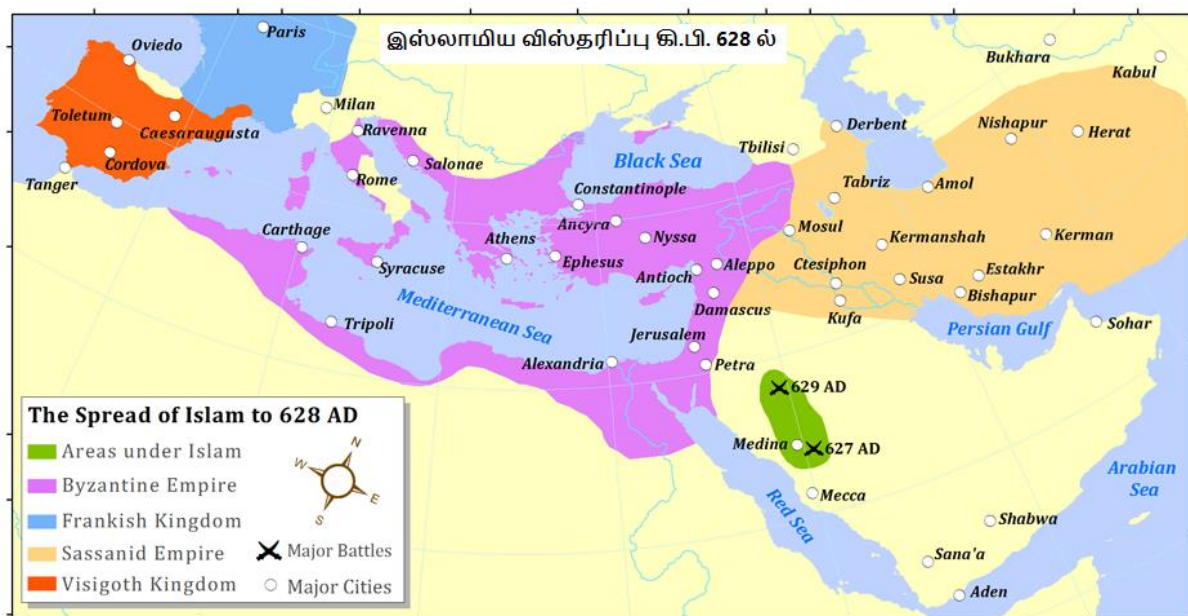 இஸ்லாமிய விஸ்தரிப்பு கி.பி. 628 ல்
Oviedo
Paris
Bukhara
Kabul
Milan
Toletum
Caesaraugusta
Ravenna
Derbent
Nishapur
Herat
Cordova
Salonae
Black Sea
Tbilisi
Tanger
Rome
Constantinople
Tabriz
Amol
Carthage
Ancyra
Athens
Nyssa
Mosul
Kermanshah
Kerman
Syracuse
Ephesus
Antioch
Aleppo
Ctesiphon
Susa
Estakhr
Bishapur
Mediterranean Sea
Damascus
Kufa
Tripoli
Jerusalem
Persian Gulf
Sohar
Alexandria
Petra
629 AD
Medina
627 AD
Mecca
Red Sea
Arabian
Sea
Shabwa
Sana'a
Aden
The Spread of Islam to 628 AD
Areas under Islam
Byzantine Empire
Frankish Kingdom
Sassanid Empire
Visigoth Kingdom
N
W
E
S
Major Battles
Major Cities